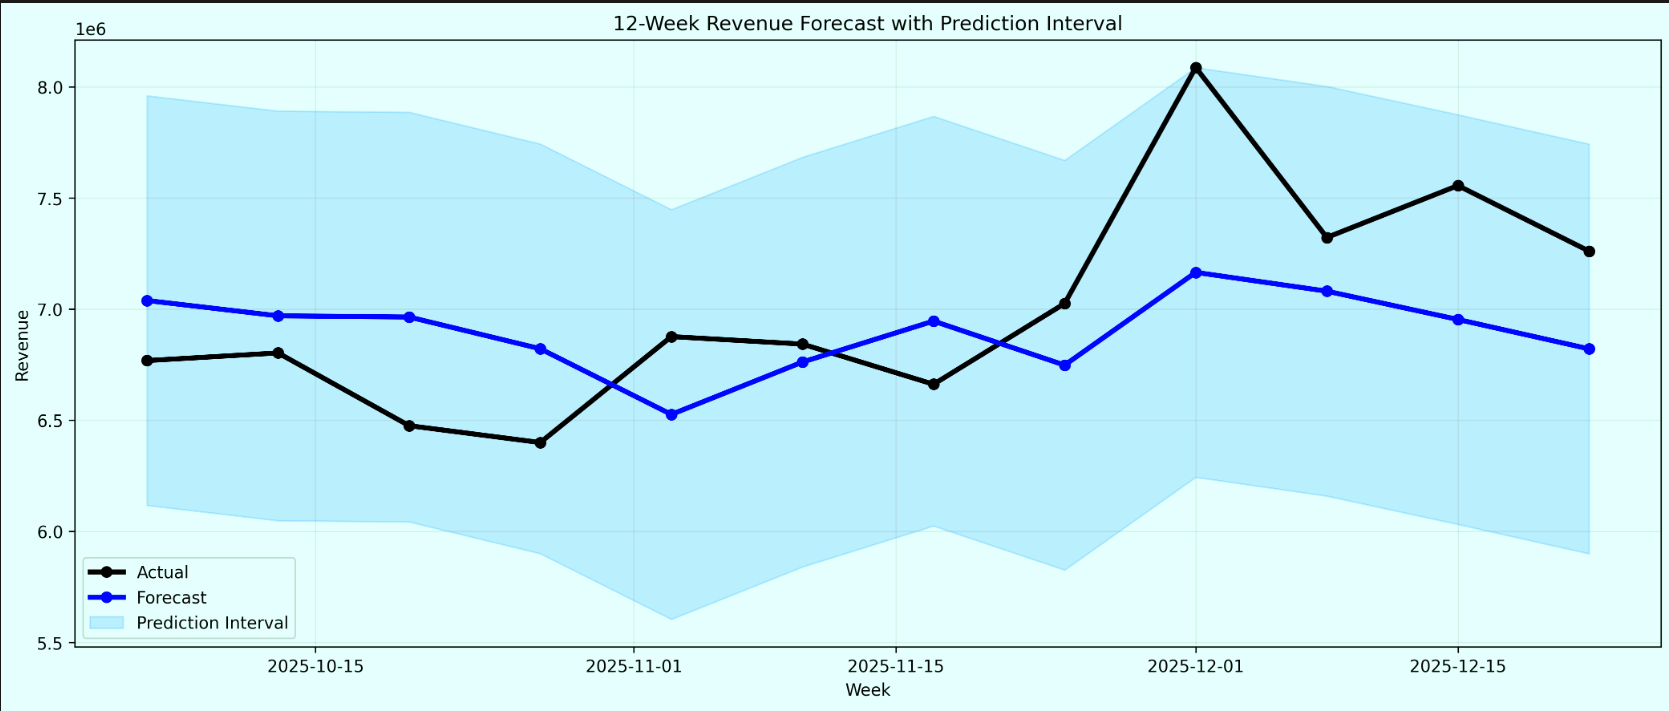 12-Week Revenue Forecast with Prediction Interval
1e6
8.0
7.5
7.0
6.5
6.0
5.5
Revenue
Actual
Forecast
Prediction Interval
2025-10-15 2025-11-01 2025-11-15 2025-12-01 2025-12-15
Week